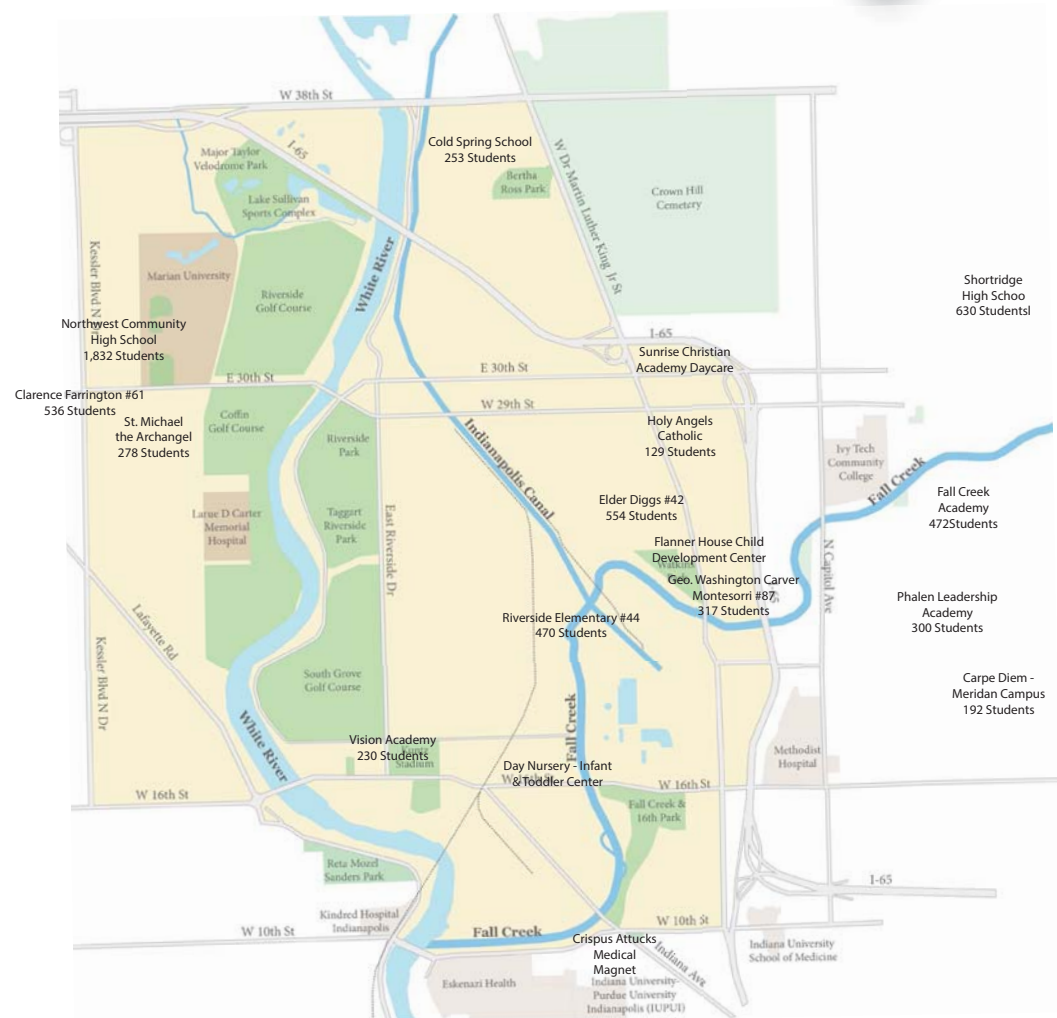 W 38th St
Cold Spring School
253 Students
Major Taylor
Velodrome Park
I-65
Bertha
Ross Park
Lake Sullivan
Sports Complex
W Dr Martin Luther King Jr St
Crown Hill
Cemetery
Kessler Blvd N Dr
Marian University
White River
Riverside
Golf Course
Shortridge
High Schoo
630 Studentsl
Northwest Community
High School
1,832 Students
I-65
Sunrise Christian
Academy Daycare
E 30th St
E 30th St
Clarence Farrington #61
536 Students
W 29th St
St. Michael
the Archangel
278 Students
Coffin
Golf Course
Riverside
Park
Indianapolis Canal
Holy Angels
Catholic
129 Students
Ivy Tech
Community
College
Fall Creek
Fall Creek
Academy
472Students
Elder Diggs #42
554 Students
Larue D Carter
Memorial
Hospital
Taggart
Riverside
Park
East Riverside Dr
Flanner House Child
Development Center
N Capitol Ave
Geo. Washington Carver
Montesorri #87
317 Students
Phalen Leadership
Academy
300 Students
Riverside Elementary #44
470 Students
Lafayette Rd
Kessler Blvd N Dr
South Grove
Golf Course
Carpe Diem -
Meridan Campus
192 Students
White River
Fall Creek
Vision Academy
230 Students
Stadium
Methodist
Hospital
Day Nursery - Infant
& Toddler Center
W 16th St
W 16th St
Fall Creek &
16th Park
Reta Mozel
Sanders Park
I-65
Kindred Hospital
Indianapolis
W 10th St
W 10th St
Fall Creek
Crispus Attucks
Medical
Magnet
Indiana Ave
Indiana University
School of Medicine
Eskenazi Health
Indiana University-
Purdue University
Indianapolis (IUPUI)